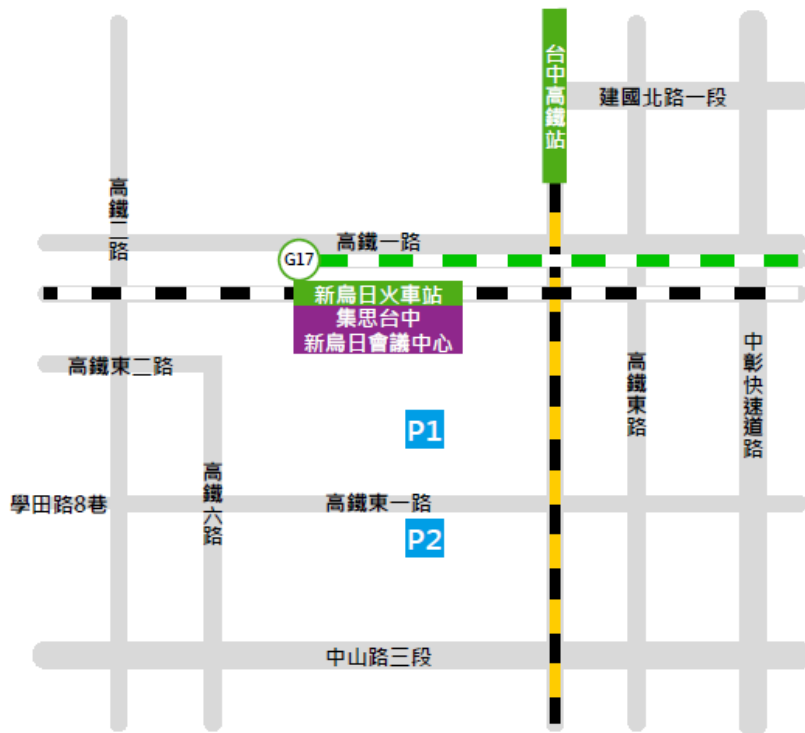 台中高鐵站
建國北路一段
高鐵二路
高鐵一路
G17
新烏日火車站
集思台中
新烏日會議中心
高鐵東二路
高鐵東路
中彰快速道路
P1
高鐵六路
學田路8巷
高鐵東一路
P2
中山路三段